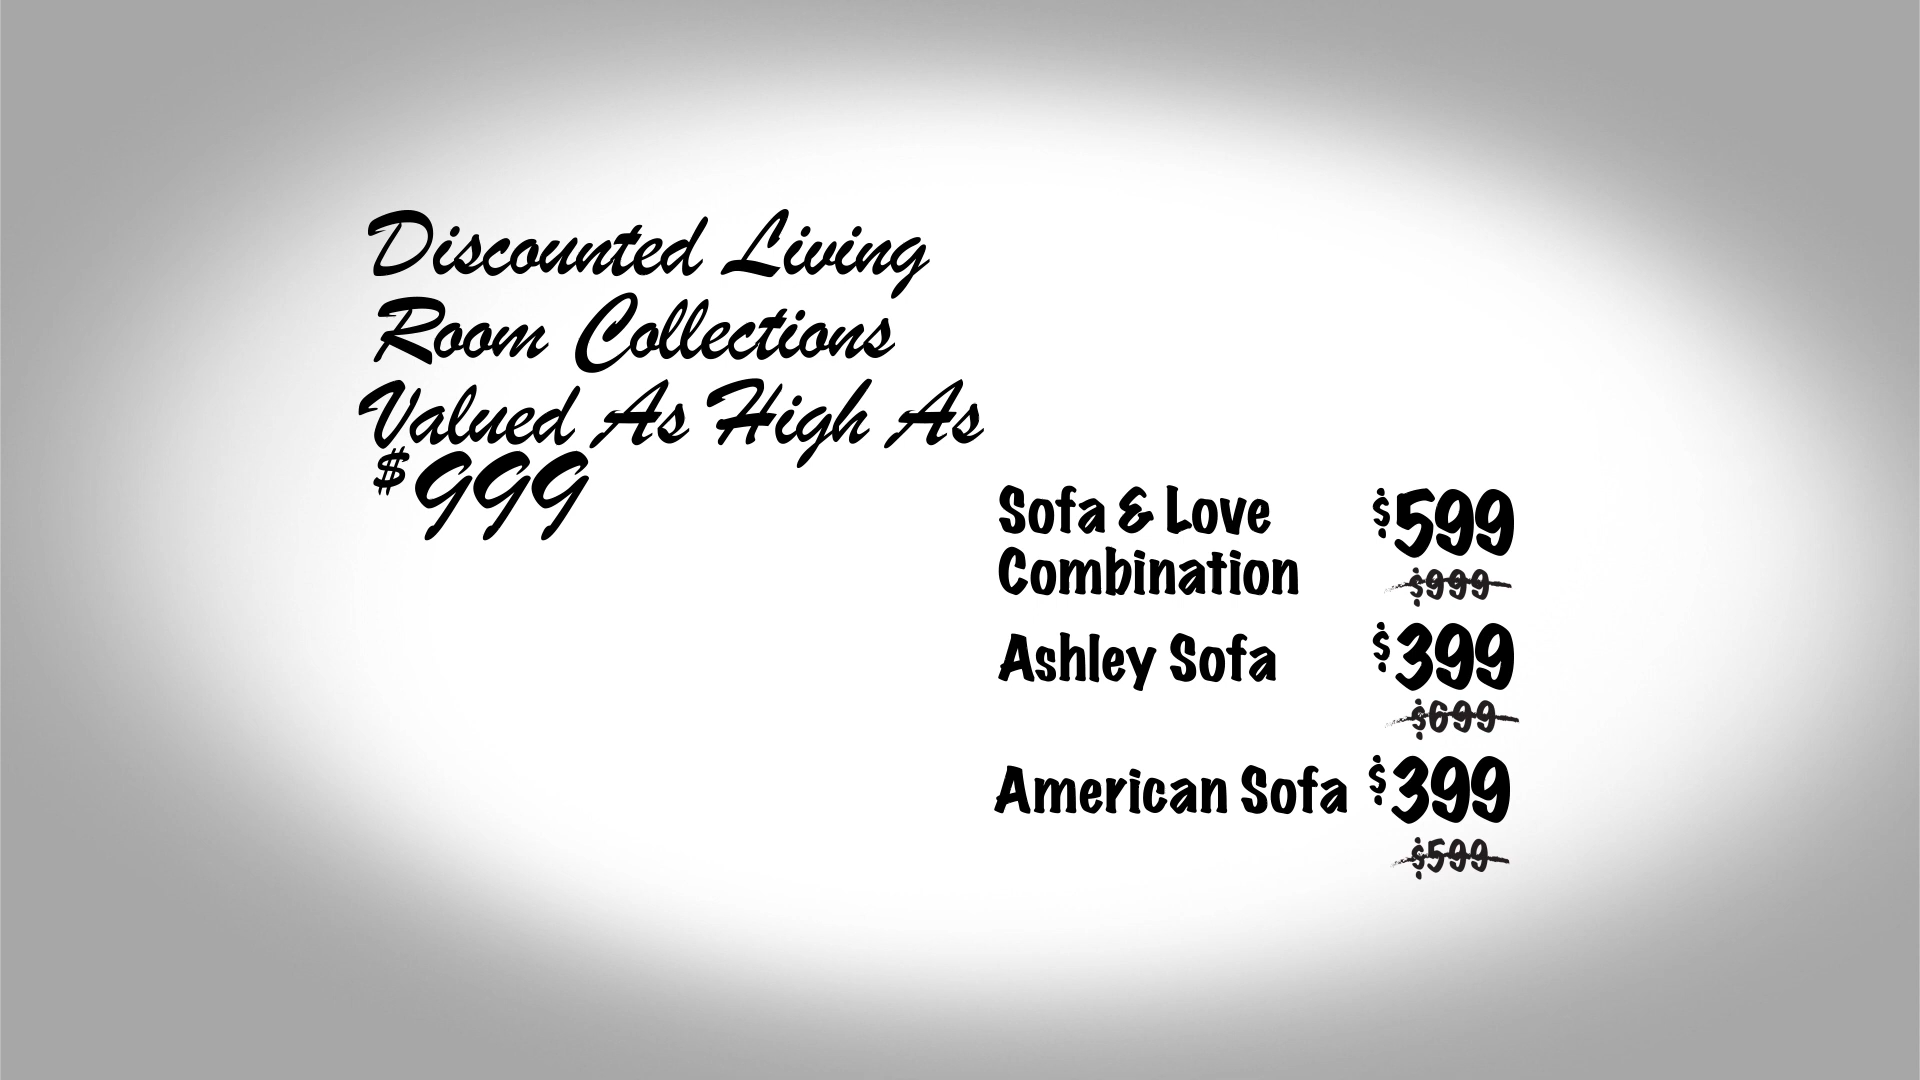 Discounted Living
Room Collections
Valued As High As
$999
Sofa & Love
Combination
$599
$999
Ashley Sofa
$399
$699
American Sofa
$399
$599